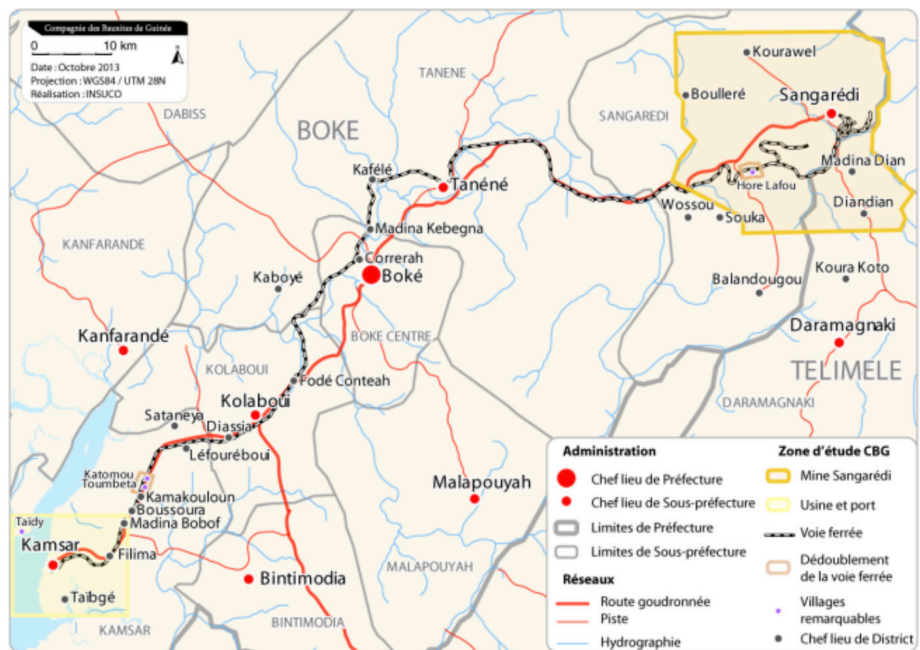 Compagnie des Bauxites de Guinée
0 10 km
N
Date : Octobre 2013
Projection : WGS84 / UTM 28N
Réalisation : INSUCO
TANENE
Kourawel
DABISS
Boulleré
Sangarédi
SANGAREDI
BOKE
Kafélé
Tanéné
Madina Dian
Hore Lafou
Wossou
Souka
Diandian
Madina Kebegna
KANFARANDE
Correrah
Kaboyé
Boké
Koura Koto
Balandougou
Kanfarandé
BOKE CENTRE
Daramagnaki
KOLABOUI
TELIMELE
Fodé Conteah
DARAMAGNAKI
Kolaboui
Sataneya
Diassia
Léfouréboui
Katomou
Toumbeta
Malapouyah
Kamakouloun
Boussoura
Taïdy
Madina Bobof
Kamsar
Filima
Bintimodia
MALAPOUYAH
Taïbgé
KAMSAR
BINTIMODIA
Administration
Chef lieu de Préfecture
Chef lieu de Sous-préfecture
Limites de Préfecture
Limites de Sous-préfecture
Réseaux
Route goudronnée
Piste
Hydrographie
Zone d'étude CBG
Mine Sangarédi
Usine et port
Voie ferrée
Dédoublement
de la voie ferrée
Villages
remarquables
Chef lieu de District